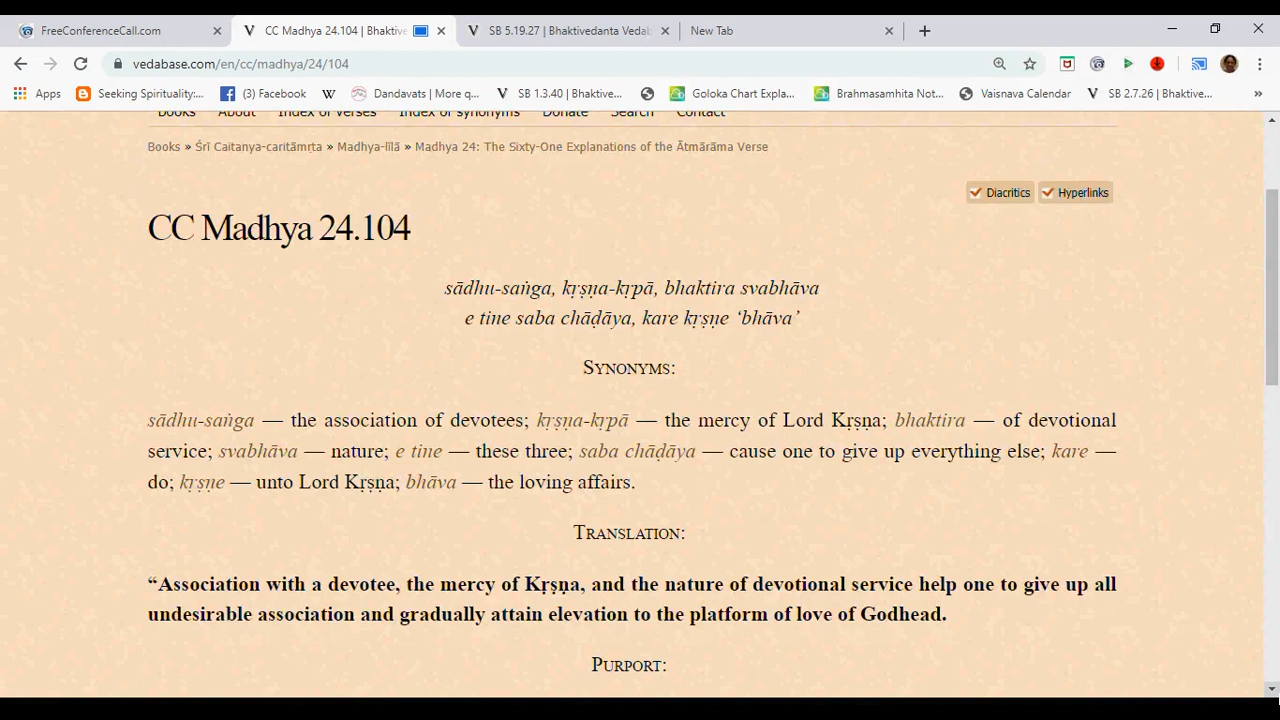 FreeConferenceCall.com
CC Madhya 24.104 | Bhaktive
SB 5.19.27 | Bhaktivedanta Vedab
New Tab
vedabase.com/en/cc/madhya/24/104
Apps
Seeking Spirituality:...
(3) Facebook
W
Dandavats | More q...
SB 1.3.40 | Bhaktive...
Goloka Chart Expla...
Brahmasamhita Not...
Vaisnava Calendar
SB 2.7.26 | Bhaktive...
»
Books About Index of verses Index of synonyms Donate Search Contact
Books » Śrī Caitanya-caritāmṛta » Madhya-līlā » Madhya 24: The Sixty-One Explanations of the Ātmārāma Verse
Diacritics Hyperlinks
CC Madhya 24.104
sādhu-saṅga, kṛṣṇa-kṛpā, bhaktira svabhāva
e tine saba chāḍāya, kare kṛṣṇe ‘bhāva’
Synonyms:
sādhu-saṅga — the association of devotees; kṛṣṇa-kṛpā — the mercy of Lord Kṛṣṇa; bhaktira — of devotional
service; svabhāva — nature; e tine — these three; saba chāḍāya — cause one to give up everything else; kare —
do; kṛṣṇe — unto Lord Kṛṣṇa; bhāva — the loving affairs.
Translation:
“Association with a devotee, the mercy of Kṛṣṇa, and the nature of devotional service help one to give up all
undesirable association and gradually attain elevation to the platform of love of Godhead.
Purport: